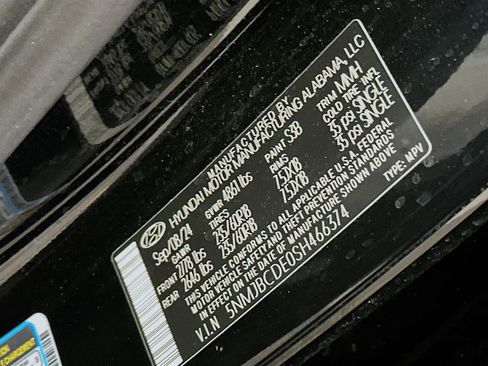 MANUFACTURED BY
HYUNDAI MOTOR MANUFACTURING ALABAMA, LLC
Sep/08/24 GVWR 4861 lbs PAINT S3B TRIM MMH
GAWR TIRES RIMS COLD TIRE INFL
FRONT 2778 lbs 235/60R18 7.5JX18 35 PSI SINGLE
REAR 2646 lbs 235/60R18 7.5JX18 35 PSI SINGLE
THIS VEHICLE CONFORMS TO ALL APPLICABLE U.S.A. FEDERAL
MOTOR VEHICLE SAFETY AND THEFT PREVENTION STANDARDS
IN EFFECT ON THE DATE OF MANUFACTURE SHOWN ABOVE
V.I.N 5NMJBCDE0SH466374 TYPE: MPV